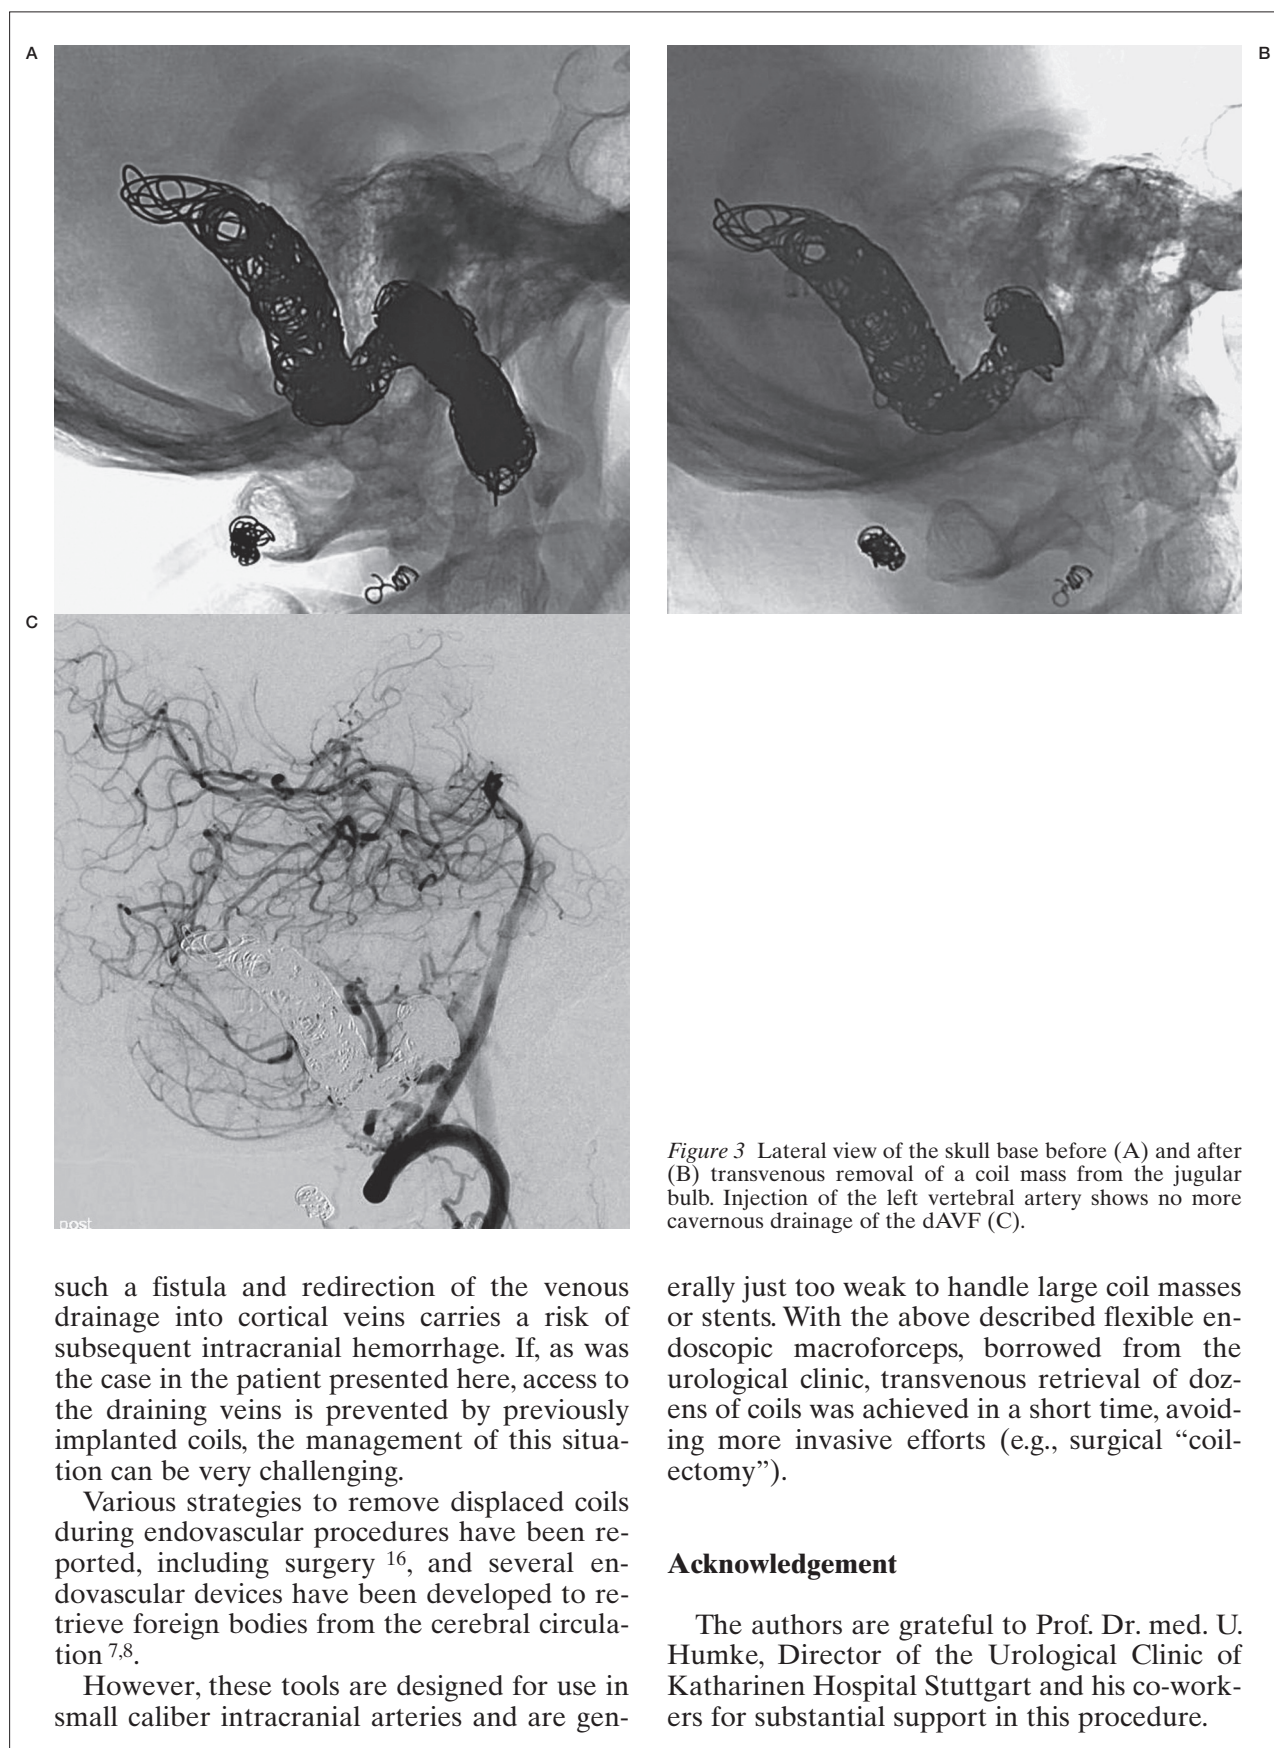 A
B
C
post
Figure 3 Lateral view of the skull base before (A) and after
(B) transvenous removal of a coil mass from the jugular
bulb. Injection of the left vertebral artery shows no more
cavernous drainage of the dAVF (C).
such a fistula and redirection of the venous
drainage into cortical veins carries a risk of
subsequent intracranial hemorrhage. If, as was
the case in the patient presented here, access to
the draining veins is prevented by previously
implanted coils, the management of this situa-
tion can be very challenging.
Various strategies to remove displaced coils
during endovascular procedures have been re-
ported, including surgery 16, and several en-
dovascular devices have been developed to re-
trieve foreign bodies from the cerebral circula-
tion 7,8.
However, these tools are designed for use in
small caliber intracranial arteries and are gen-
erally just too weak to handle large coil masses
or stents. With the above described flexible en-
doscopic macroforceps, borrowed from the
urological clinic, transvenous retrieval of doz-
ens of coils was achieved in a short time, avoid-
ing more invasive efforts (e.g., surgical “coil-
ectomy”).
Acknowledgement
The authors are grateful to Prof. Dr. med. U.
Humke, Director of the Urological Clinic of
Katharinen Hospital Stuttgart and his co-work-
ers for substantial support in this procedure.